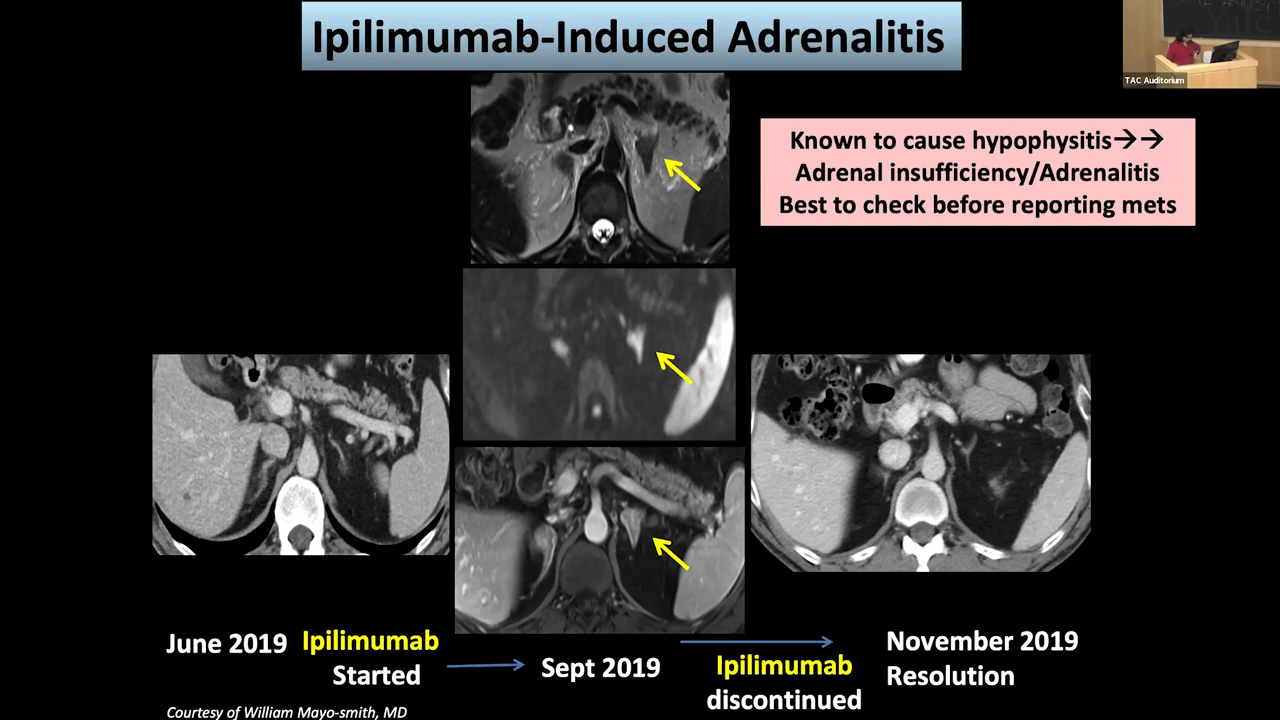 Ipilimumab-Induced Adrenalitis
TAC Auditorium
Known to cause hypophysitis→→
Adrenal insufficiency/Adrenalitis
Best to check before reporting mets
June 2019
Ipilimumab
Started
Sept 2019
Ipilimumab
discontinued
November 2019
Resolution
Courtesy of William Mayo-smith, MD